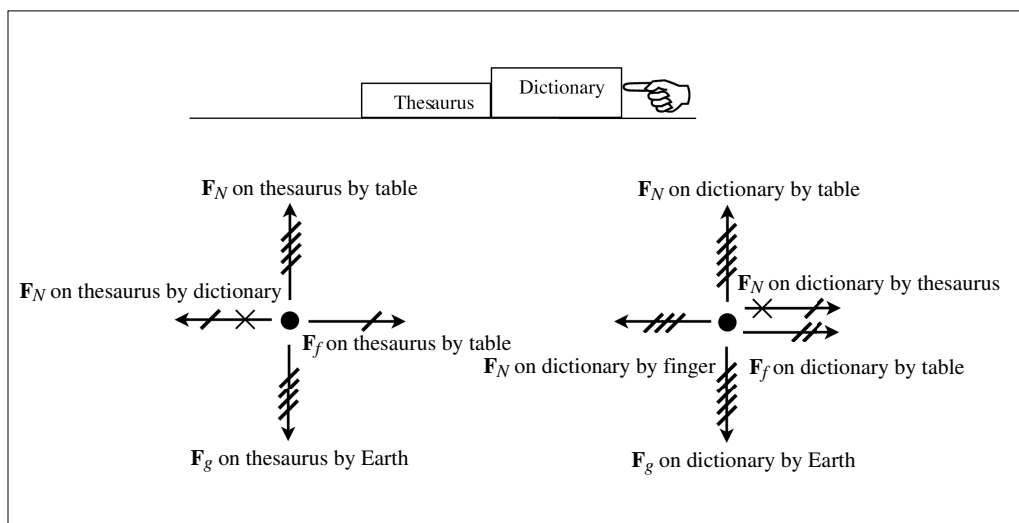 Dictionary
Thesaurus
F_N on thesaurus by table
F_N on dictionary by table
F_N on thesaurus by dictionary
F_N on dictionary by thesaurus
F_f on thesaurus by table
F_N on dictionary by finger
F_f on dictionary by table
F_g on thesaurus by Earth
F_g on dictionary by Earth